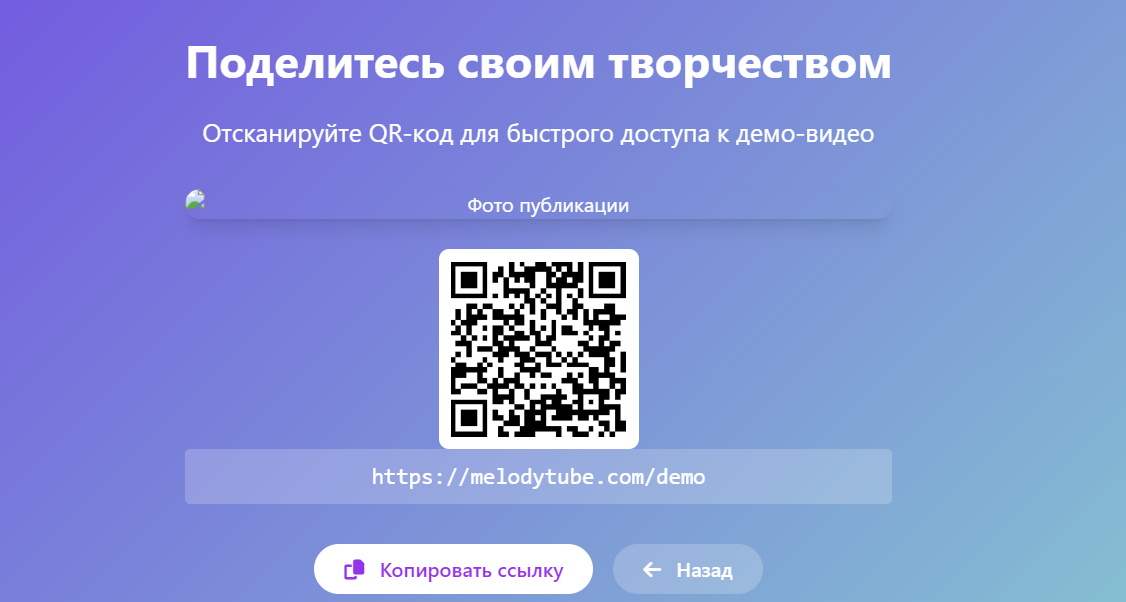 Поделитесь своим творчеством
Отсканируйте QR-код для быстрого доступа к демо-видео
Фото публикации
https://melodytube.com/demo
Копировать ссылку
Назад